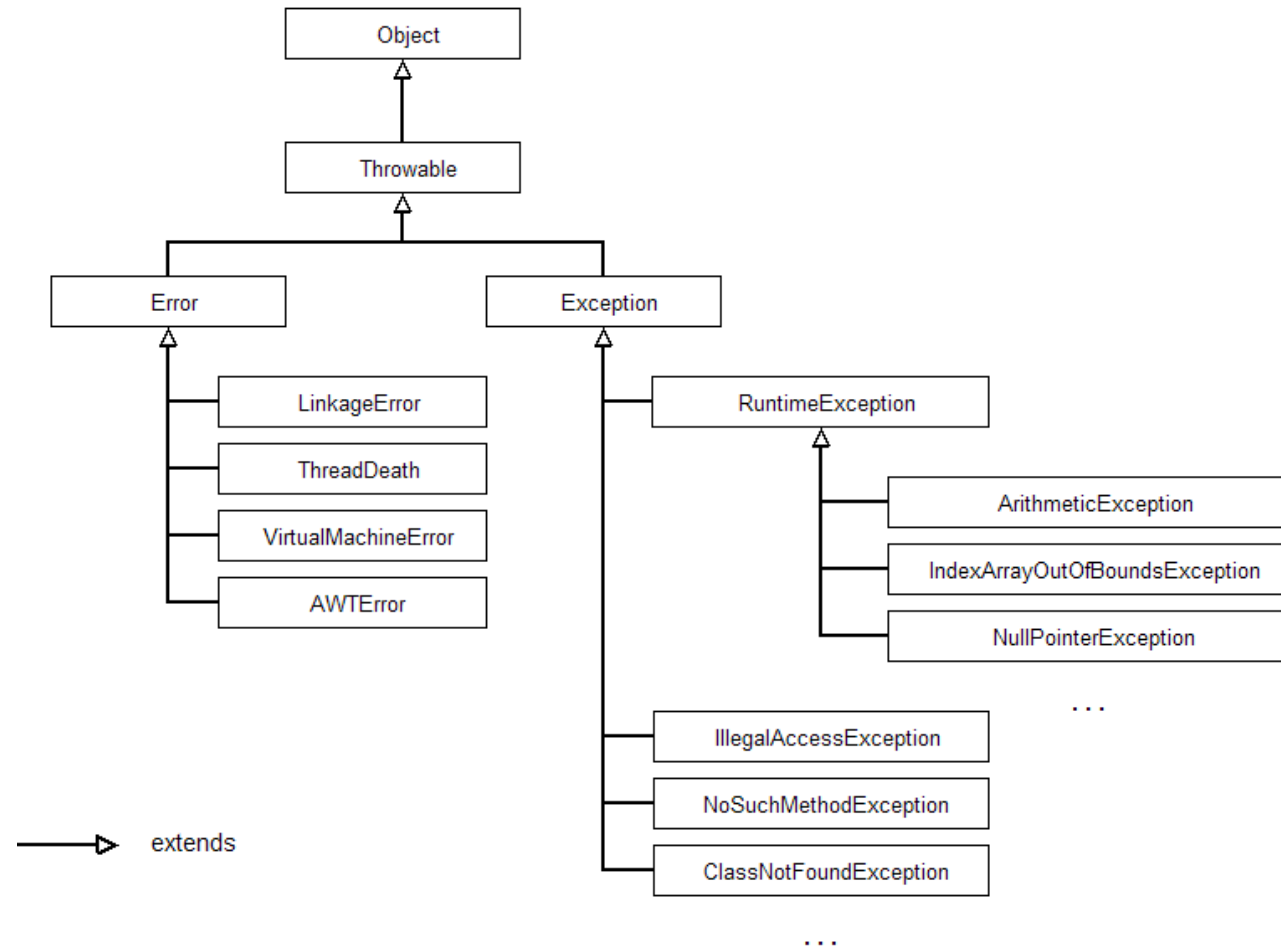 Object
Throwable
Error
Exception
LinkageError
RuntimeException
ThreadDeath
ArithmeticException
VirtualMachineError
IndexArrayOutOfBoundsException
AWTError
NullPointerException
. . .
IllegalAccessException
NoSuchMethodException
extends
ClassNotFoundException
. . .